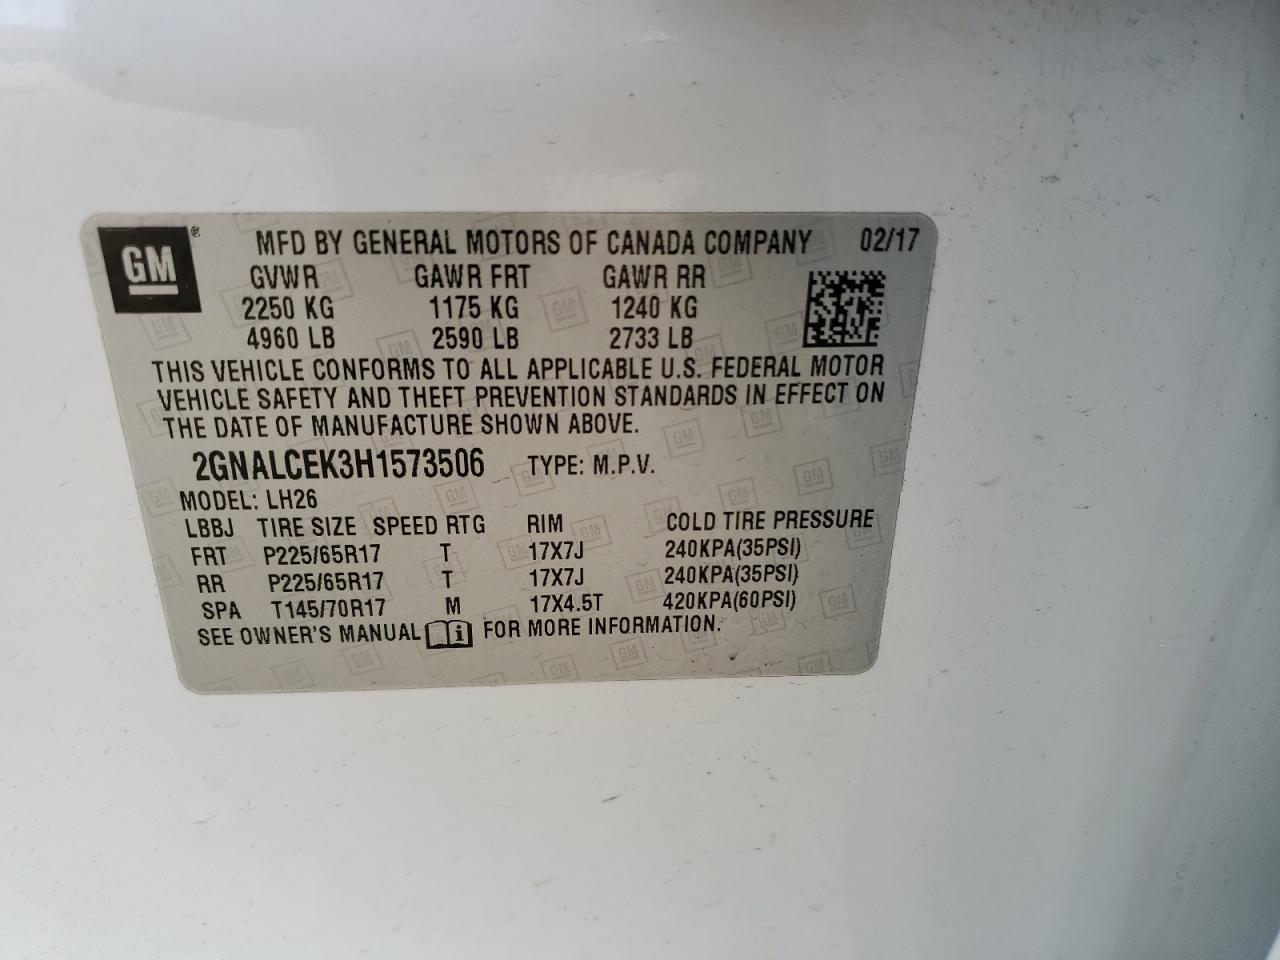 GM ® MFD BY GENERAL MOTORS OF CANADA COMPANY 02/17
GVWR GAWR FRT GAWR RR
2250 KG 1175 KG 1240 KG
4960 LB 2590 LB 2733 LB
THIS VEHICLE CONFORMS TO ALL APPLICABLE U.S. FEDERAL MOTOR
VEHICLE SAFETY AND THEFT PREVENTION STANDARDS IN EFFECT ON
THE DATE OF MANUFACTURE SHOWN ABOVE.
2GNALCEK3H1573506 TYPE: M.P.V.
MODEL: LH26
LBBJ TIRE SIZE SPEED RTG RIM COLD TIRE PRESSURE
FRT P225/65R17 T 17X7J 240KPA(35PSI)
RR P225/65R17 T 17X7J 240KPA(35PSI)
SPA T145/70R17 M 17X4.5T 420KPA(60PSI)
SEE OWNER'S MANUAL FOR MORE INFORMATION.